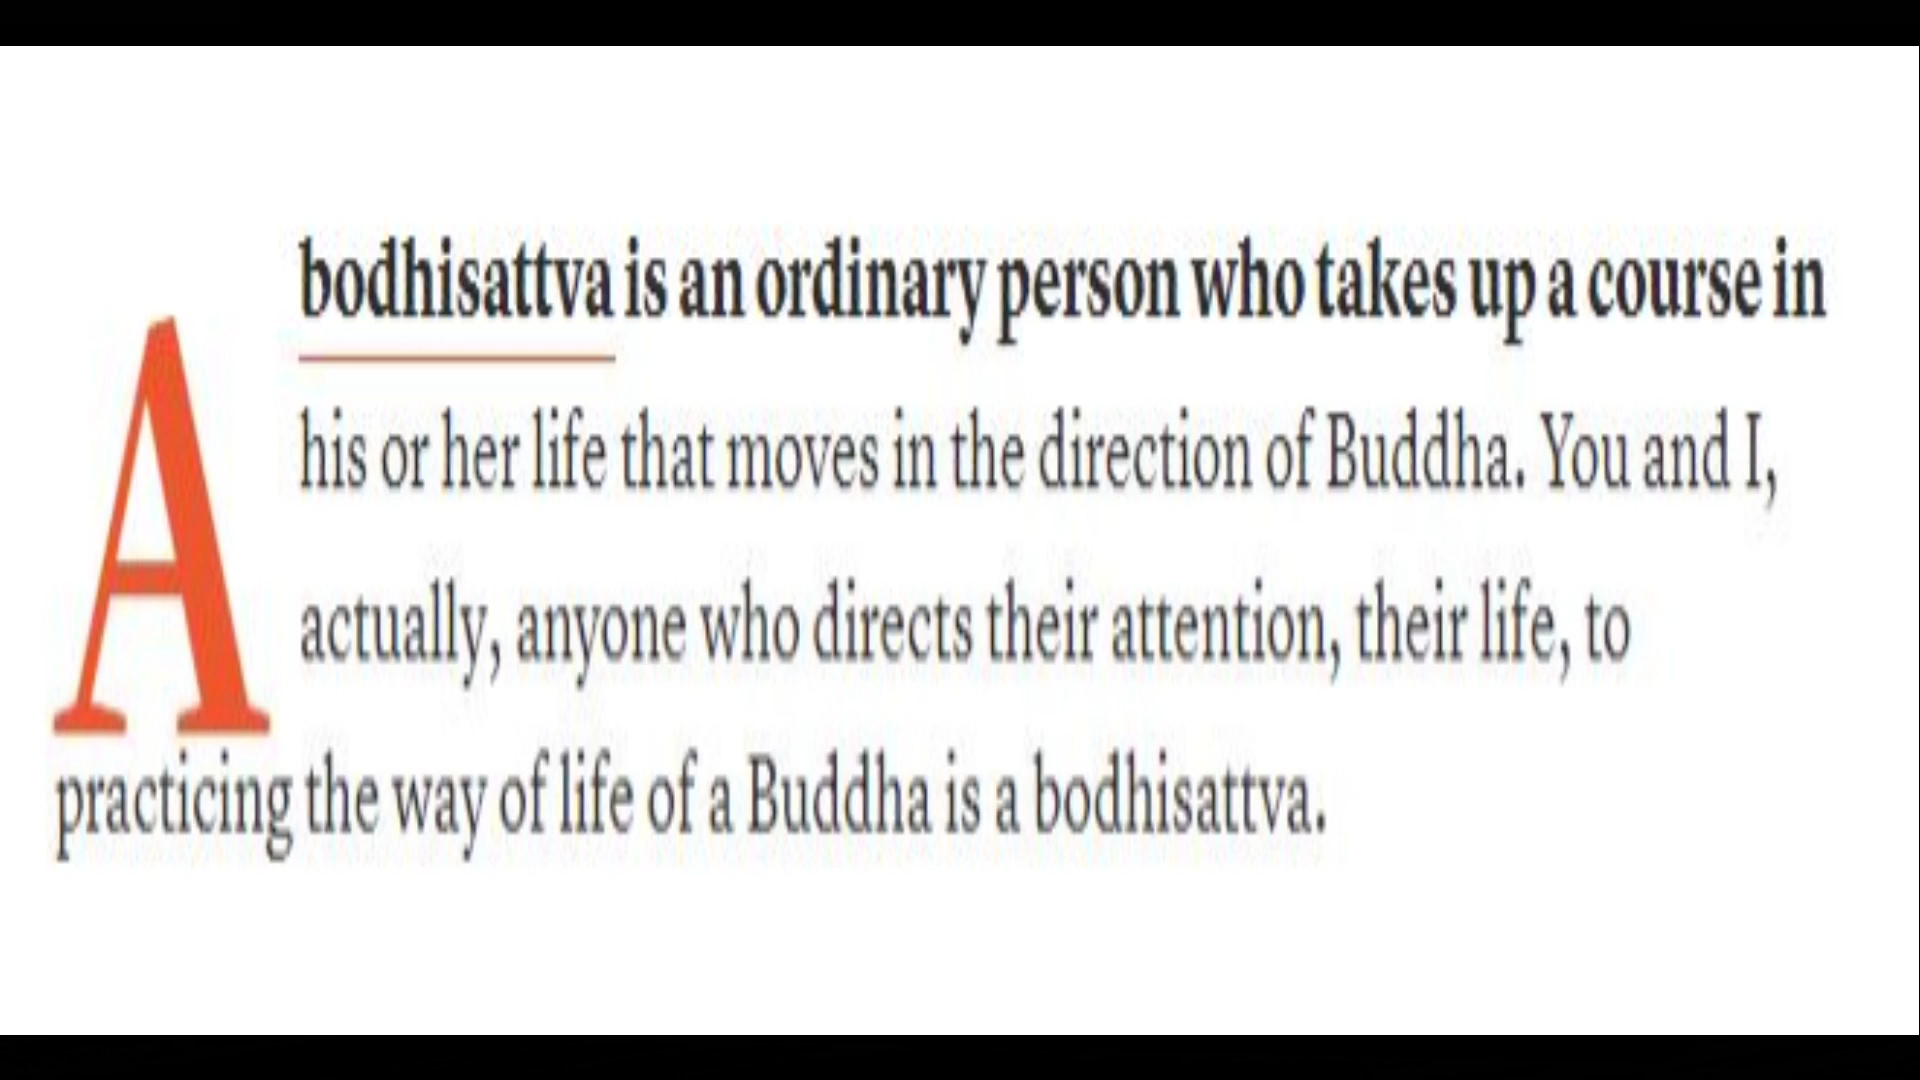 A bodhisattva is an ordinary person who takes up a course in
his or her life that moves in the direction of Buddha. You and I,
actually, anyone who directs their attention, their life, to
practicing the way of life of a Buddha is a bodhisattva.